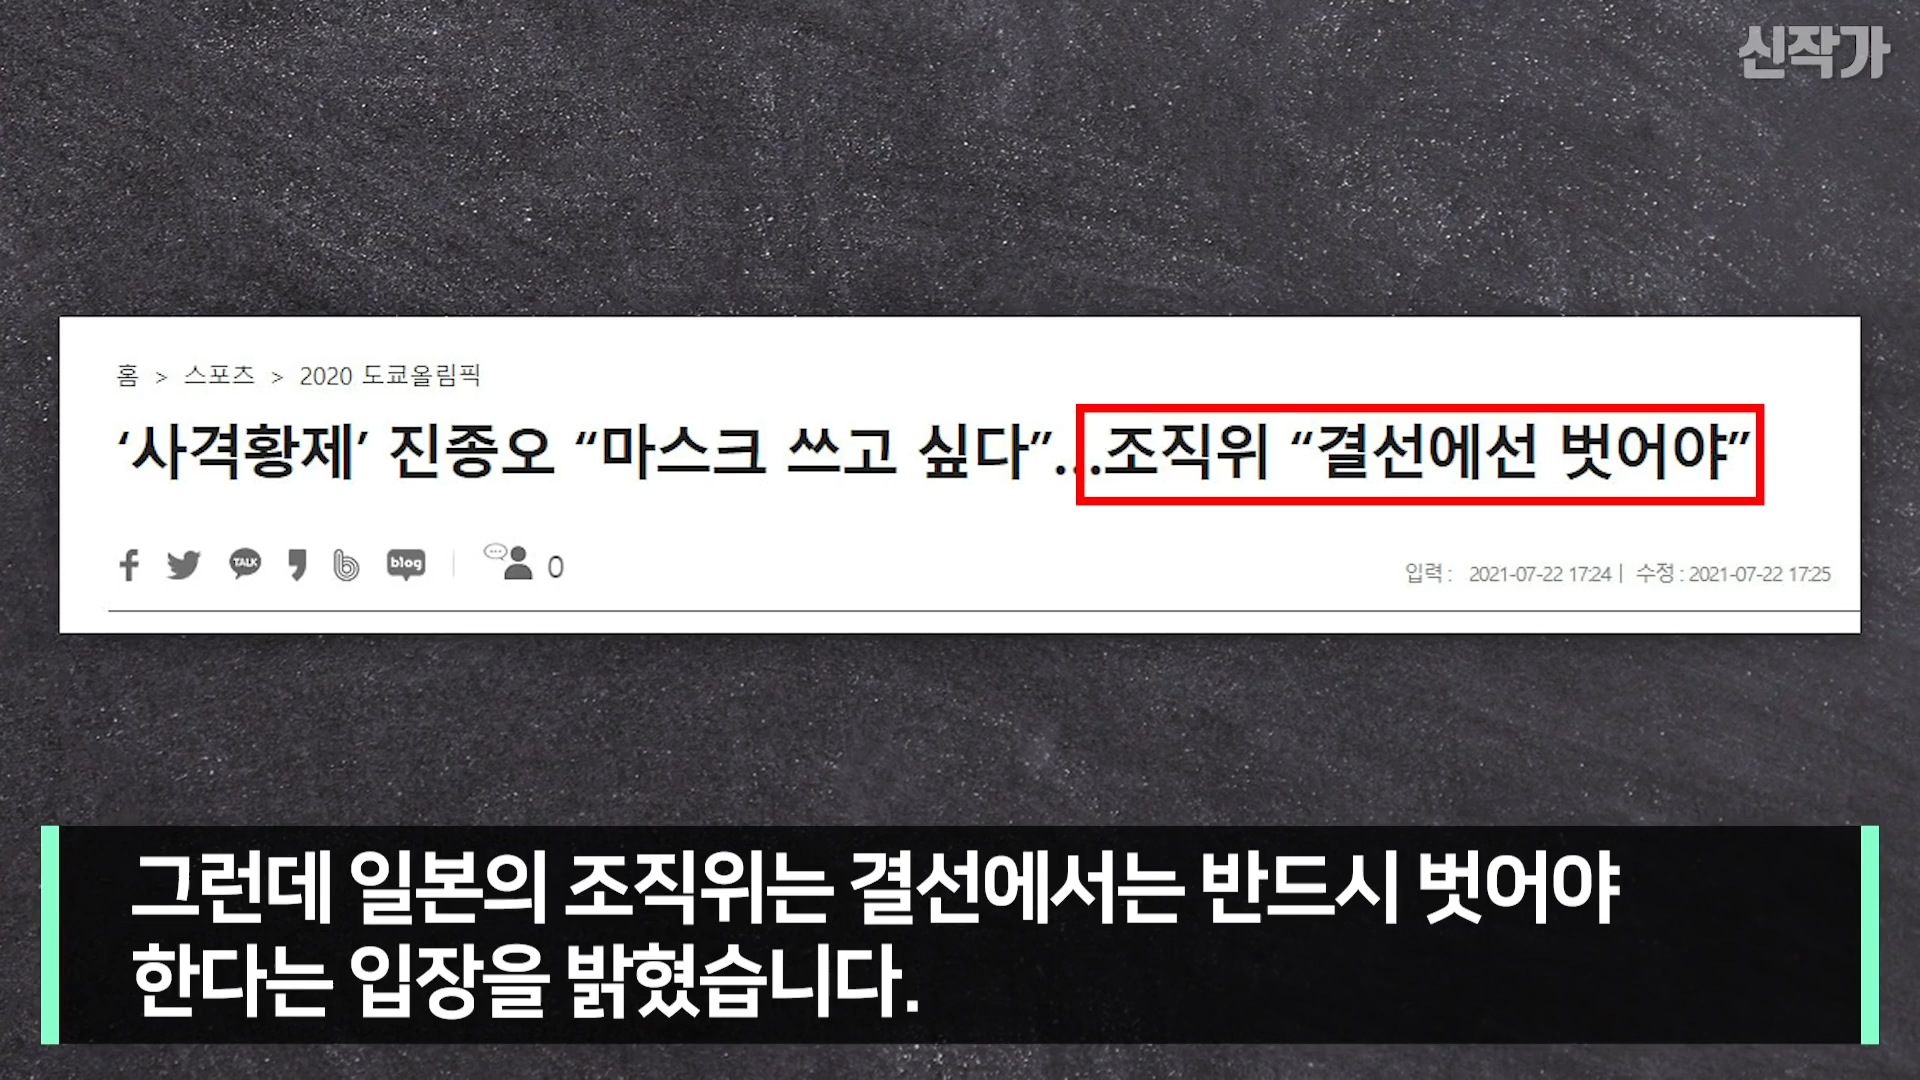 신작가
홈 > 스포츠 > 2020 도쿄올림픽
‘사격황제’ 진종오 “마스크 쓰고 싶다”...조직위 “결선에선 벗어야”
TALK
blog
0
입력 : 2021-07-22 17:24 | 수정 : 2021-07-22 17:25
그런데 일본의 조직위는 결선에서는 반드시 벗어야
한다는 입장을 밝혔습니다.